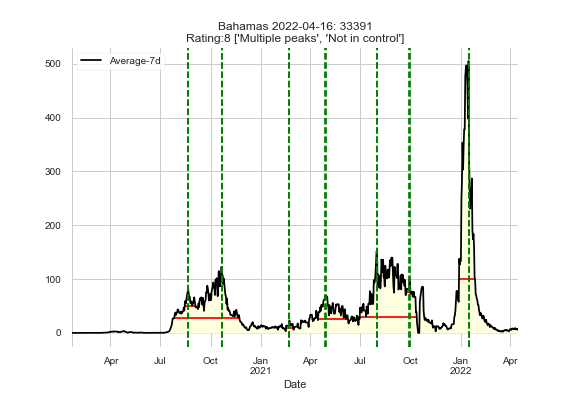 Bahamas 2022-04-16: 33391
Rating:8 ['Multiple peaks', 'Not in control']
Average-7d
500
400
300
200
100
0
Apr Jul Oct Jan Apr Jul Oct Jan Apr
2021 2022
Date